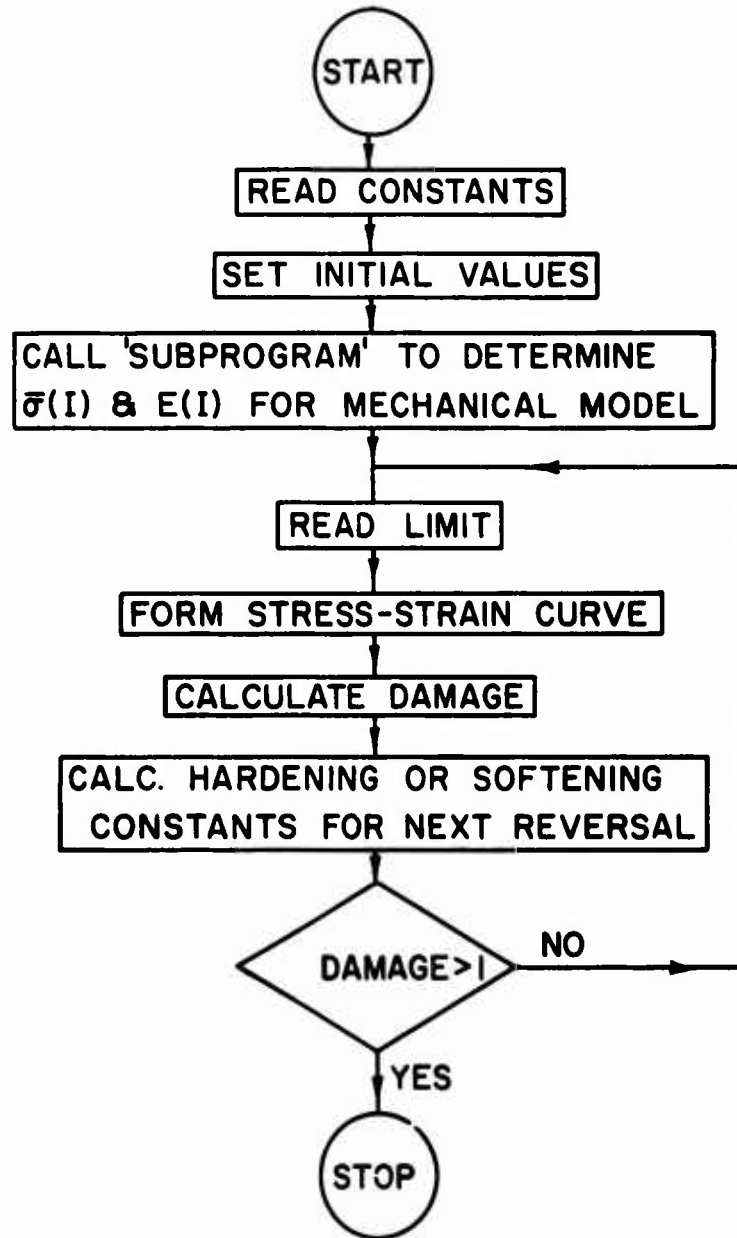 START
READ CONSTANTS
SET INITIAL VALUES
CALL 'SUBPROGRAM' TO DETERMINE
σ̅(I) & E(I) FOR MECHANICAL MODEL
READ LIMIT
FORM STRESS-STRAIN CURVE
CALCULATE DAMAGE
CALC. HARDENING OR SOFTENING
CONSTANTS FOR NEXT REVERSAL
DAMAGE>1
NO
YES
STOP